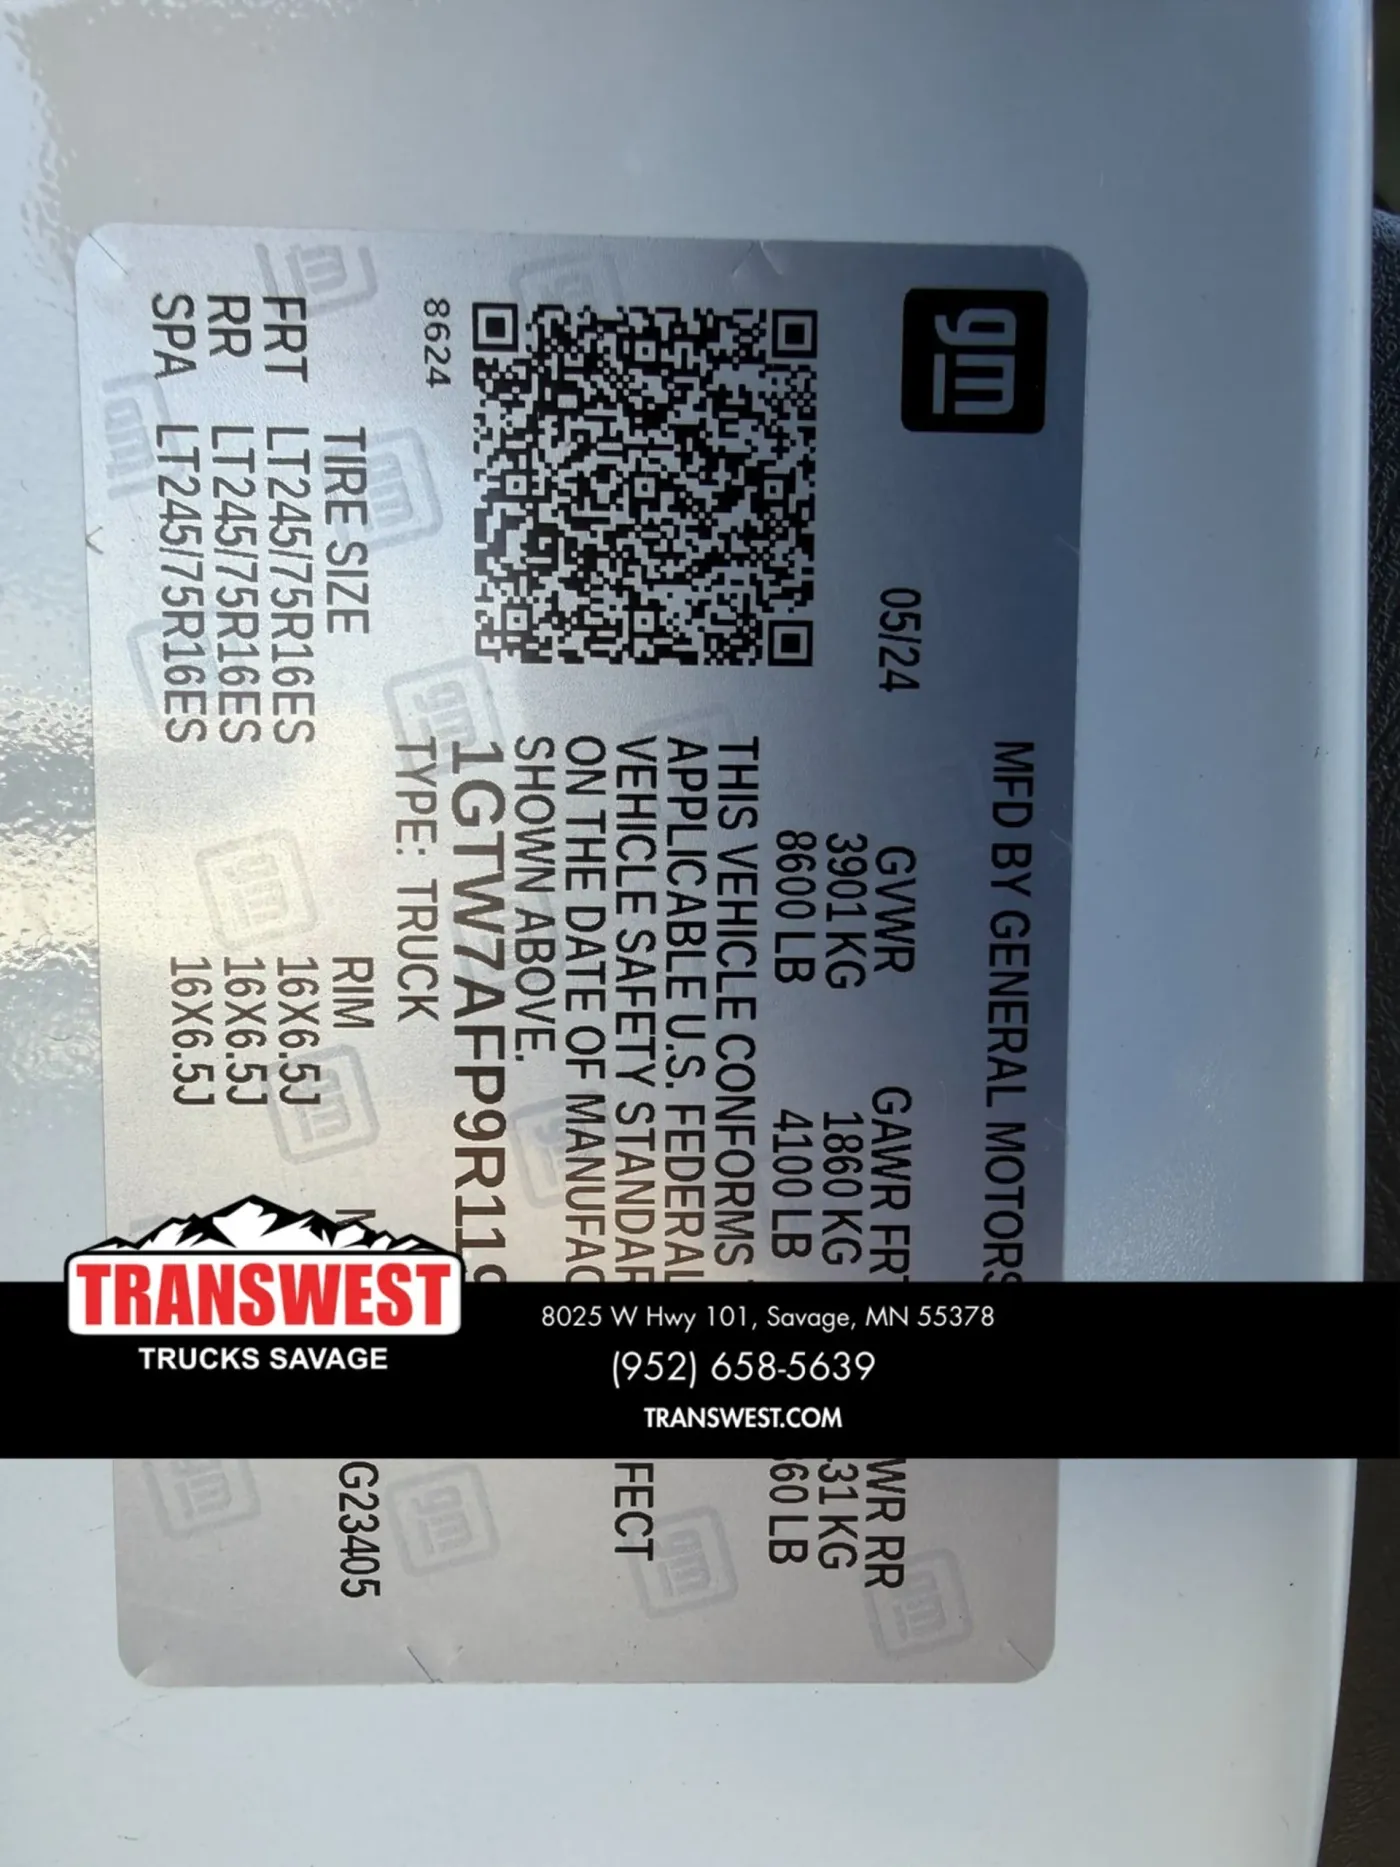 gm
MFD BY GENERAL MOTORS
05/24
GVWR GAWR FRT WR RR
3901 KG 1860 KG 31 KG
8600 LB 4100 LB 60 LB
THIS VEHICLE CONFORMS
APPLICABLE U.S. FEDERAL
VEHICLE SAFETY STANDAR FECT
ON THE DATE OF MANUFAC
SHOWN ABOVE.
1GTW7AFP9R119
TYPE: TRUCK
8624
TIRE SIZE RIM G23405
FRT LT245/75R16ES 16X6.5J
RR LT245/75R16ES 16X6.5J
SPA LT245/75R16ES 16X6.5J
TRANSWEST
TRUCKS SAVAGE
8025 W Hwy 101, Savage, MN 55378
(952) 658-5639
TRANSWEST.COM